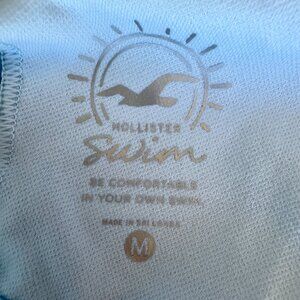 HOLLISTER
Swim
BE COMFORTABLE
IN YOUR OWN SWIM.
MADE IN SRI LANKA
M